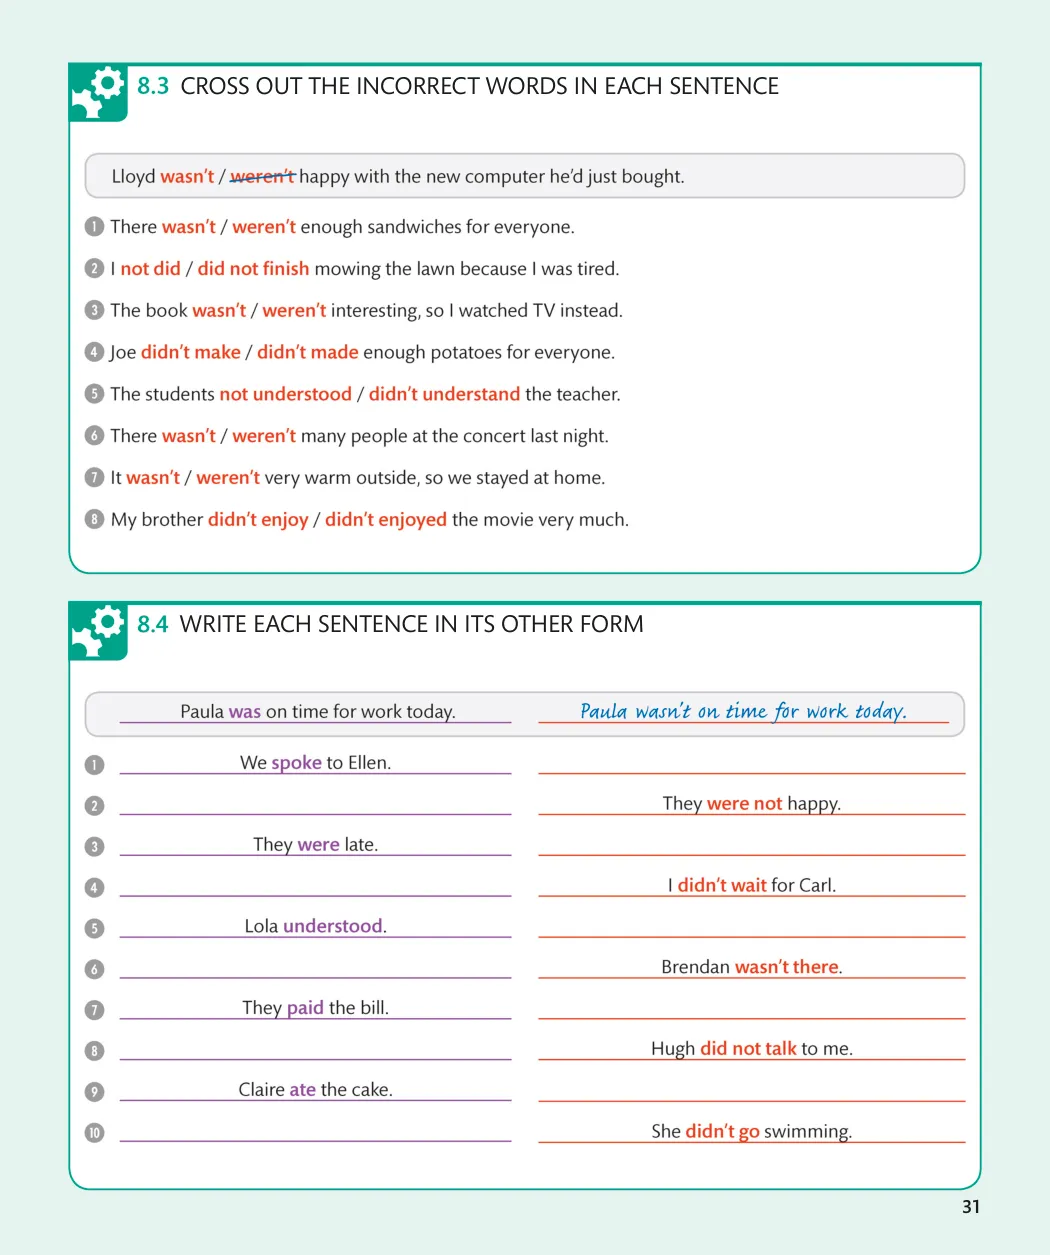 8.3 CROSS OUT THE INCORRECT WORDS IN EACH SENTENCE
Lloyd wasn't / weren't happy with the new computer he'd just bought.
1 There wasn't / weren't enough sandwiches for everyone.
2 I not did / did not finish mowing the lawn because I was tired.
3 The book wasn't / weren't interesting, so I watched TV instead.
4 Joe didn't make / didn't made enough potatoes for everyone.
5 The students not understood / didn't understand the teacher.
6 There wasn't / weren't many people at the concert last night.
7 It wasn't / weren't very warm outside, so we stayed at home.
8 My brother didn't enjoy / didn't enjoyed the movie very much.
8.4 WRITE EACH SENTENCE IN ITS OTHER FORM
Paula was on time for work today. Paula wasn't on time for work today.
1 We spoke to Ellen.
2 They were not happy.
3 They were late.
4 I didn't wait for Carl.
5 Lola understood.
6 Brendan wasn't there.
7 They paid the bill.
8 Hugh did not talk to me.
9 Claire ate the cake.
10 She didn't go swimming.
31